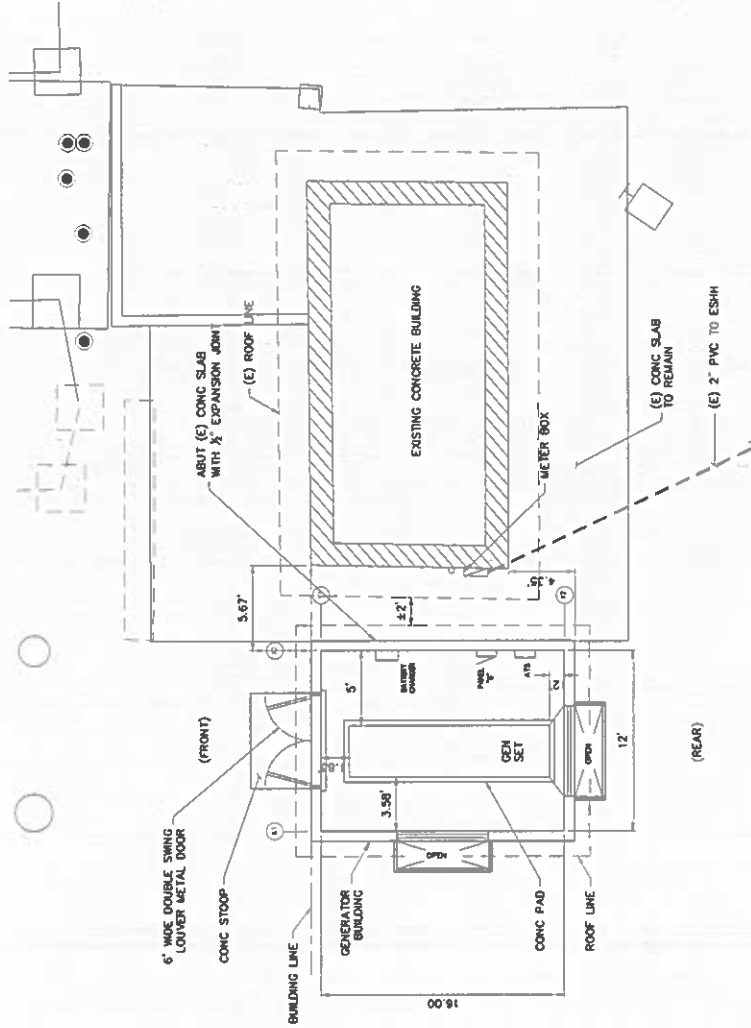 6' WIDE DOUBLE SWING
LOUVER METAL DOOR
CONC STOOP
(FRONT)
BUILDING LINE
GENERATOR
BUILDING
CONC PAD
ROOF LINE
(REAR)
16.00
12'
3.58'
5'
2'
5.67'
±2'
4.15'
GEN
SET
OPEN
BATTERY
CHARGER
PANEL
ATS
ABUT (E) CONC SLAB
WITH ½" EXPANSION JOINT
(E) ROOF LINE
EXISTING CONCRETE BUILDING
METER BOX
(E) CONC SLAB
TO REMAIN
(E) 2" PVC TO ESHH